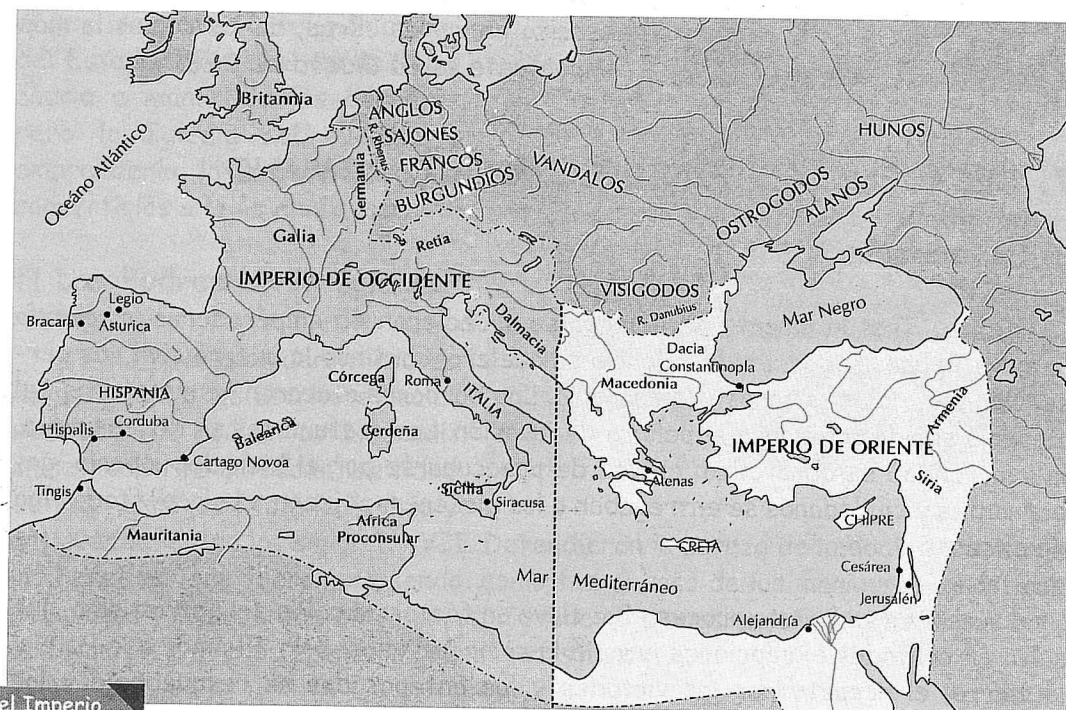 Britannia
Océano Atlántico
ANGLOS
SAJONES
R. Rhenus
FRANCOS
Germania
BURGUNDIOS
VANDALOS
HUNOS
OSTROGODOS
ALANOS
Galia
Retia
IMPERIO DE OCCIDENTE
VISIGODOS
R. Danubius
Mar Negro
Legio
Bracara
Asturica
Dalmacia
Dacia
Constantinopla
Córcega
Roma
ITALIA
Macedonia
Armenia
HISPANIA
Hispalis
Corduba
Balearica
Cerdeña
IMPERIO DE ORIENTE
Cartago Novoa
Atenas
Siria
Tingis
Sicilia
Siracusa
CHIPRE
Mauritania
Africa
Proconsular
CRETA
Cesárea
Mar Mediterráneo
Jerusalén
Alejandría
el Imperio